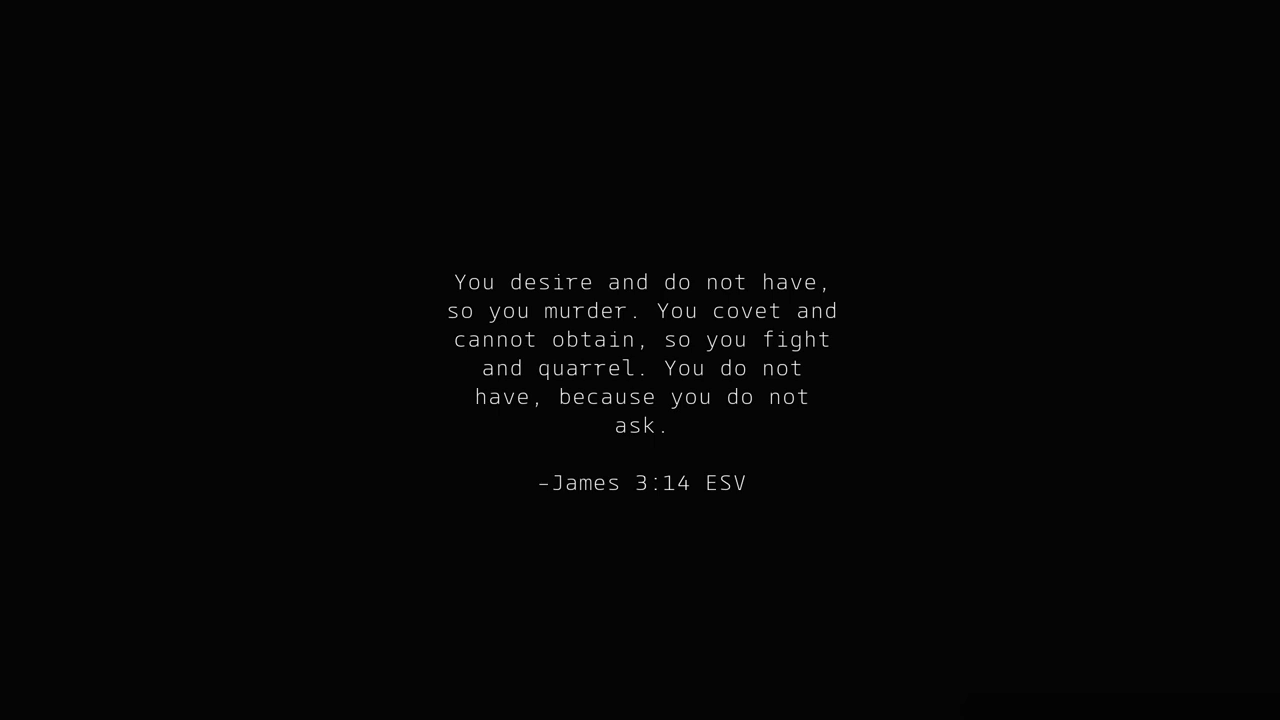 You desire and do not have,
so you murder. You covet and
cannot obtain, so you fight
and quarrel. You do not
have, because you do not
ask.
–James 3:14 ESV